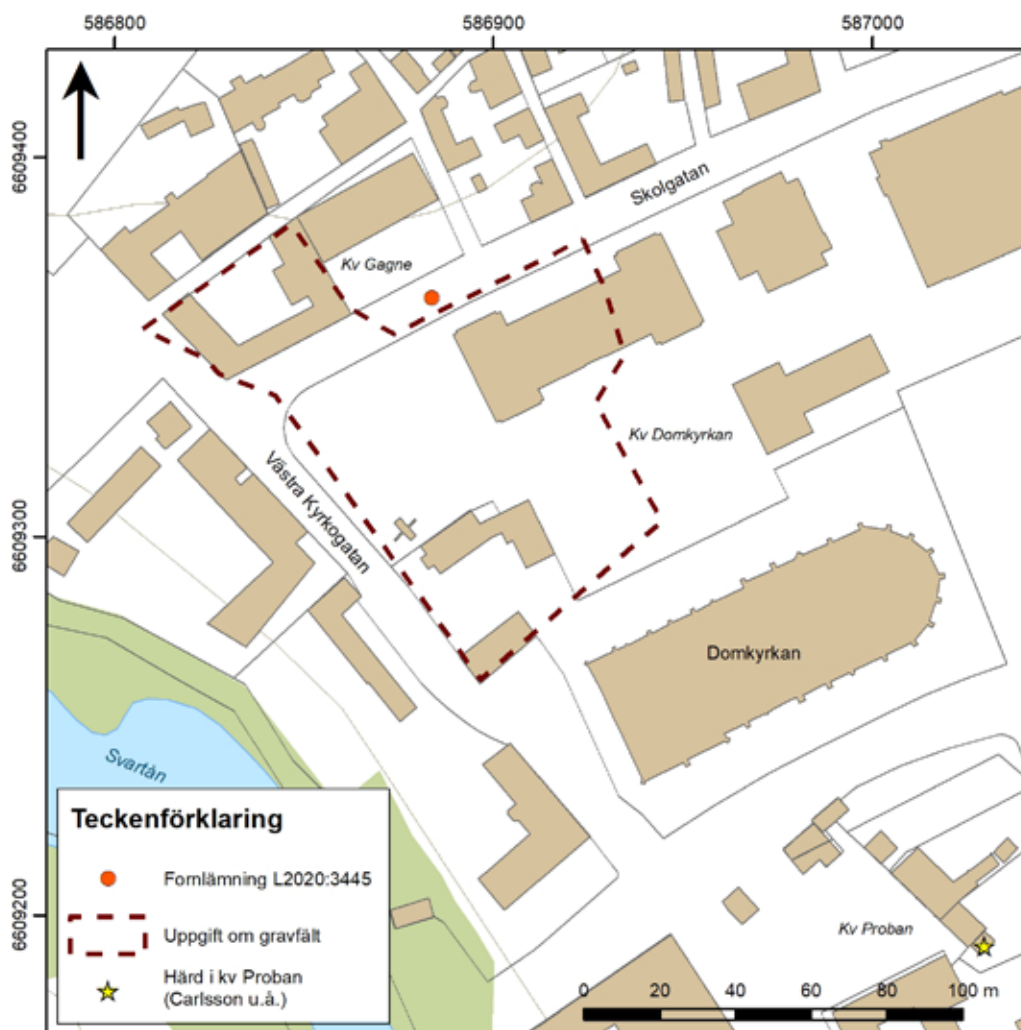 586800
586900
587000
6609400
6609300
6609200
Skolgatan
Kv Gagne
Kv Domkyrkan
Västra Kyrkogatan
Domkyrkan
Svartån
Kv Proban
Teckenförklaring
Fornlämning L2020:3445
Uppgift om gravfält
Härd i kv Proban
(Carlsson u.å.)
0 20 40 60 80 100 m